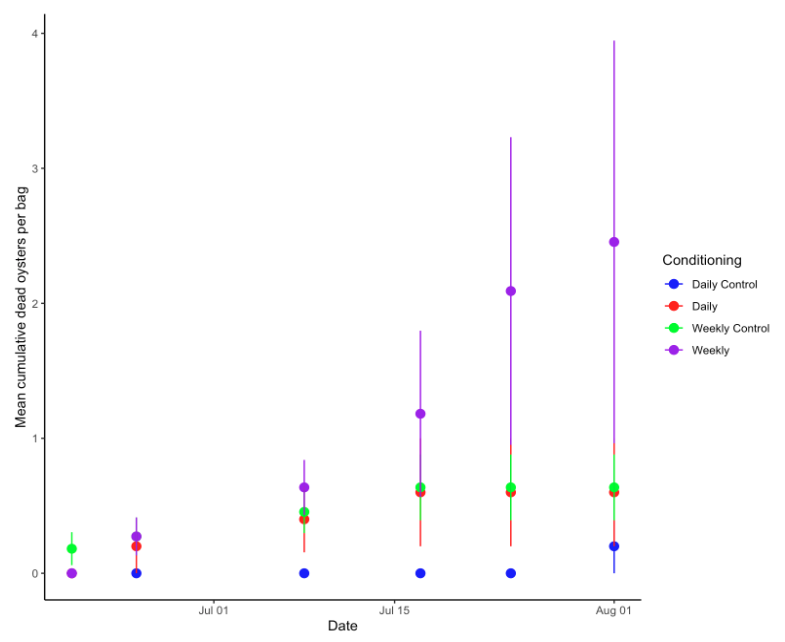 4
3
2
1
0
Mean cumulative dead oysters per bag
Jul 01
Jul 15
Aug 01
Date
Conditioning
Daily Control
Daily
Weekly Control
Weekly